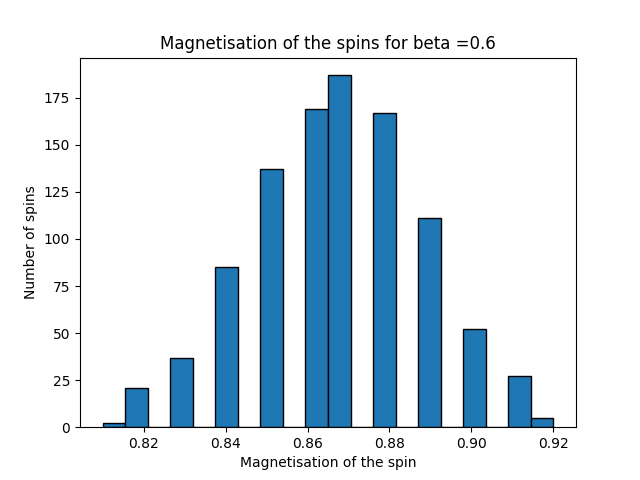 Magnetisation of the spins for beta =0.6
Number of spins
175
150
125
100
75
50
25
0
0.82 0.84 0.86 0.88 0.90 0.92
Magnetisation of the spin